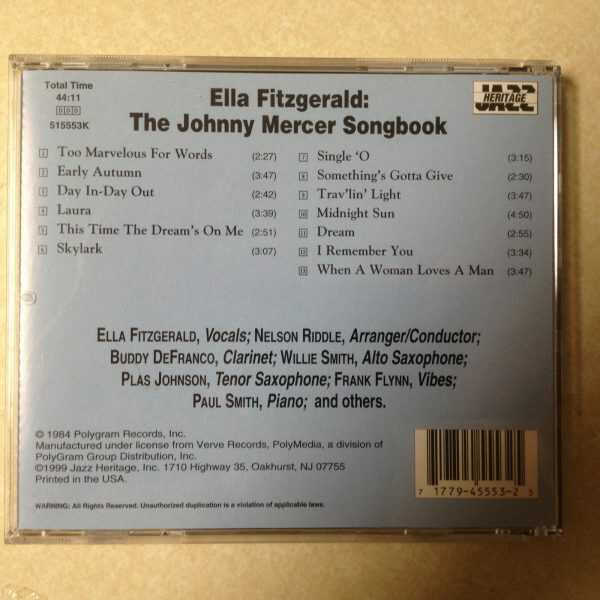 Total Time
44:11
DDD
515553K
Ella Fitzgerald:
The Johnny Mercer Songbook
JAZZ
HERITAGE
1 Too Marvelous For Words (2:27)
2 Early Autumn (3:47)
3 Day In-Day Out (2:42)
4 Laura (3:39)
5 This Time The Dream's On Me (2:51)
6 Skylark (3:07)
7 Single 'O (3:15)
8 Something's Gotta Give (2:30)
9 Trav'lin' Light (3:47)
10 Midnight Sun (4:50)
11 Dream (2:55)
12 I Remember You (3:34)
13 When A Woman Loves A Man (3:47)
ELLA FITZGERALD, Vocals; NELSON RIDDLE, Arranger/Conductor;
BUDDY DEFRANCO, Clarinet; WILLIE SMITH, Alto Saxophone;
PLAS JOHNSON, Tenor Saxophone; FRANK FLYNN, Vibes;
PAUL SMITH, Piano; and others.
© 1984 Polygram Records, Inc.
Manufactured under license from Verve Records, PolyMedia, a division of
PolyGram Group Distribution, Inc.
©1999 Jazz Heritage, Inc. 1710 Highway 35, Oakhurst, NJ 07755
Printed in the USA.
WARNING: All Rights Reserved. Unauthorized duplication is a violation of applicable laws.
7 1779-45553-2 3